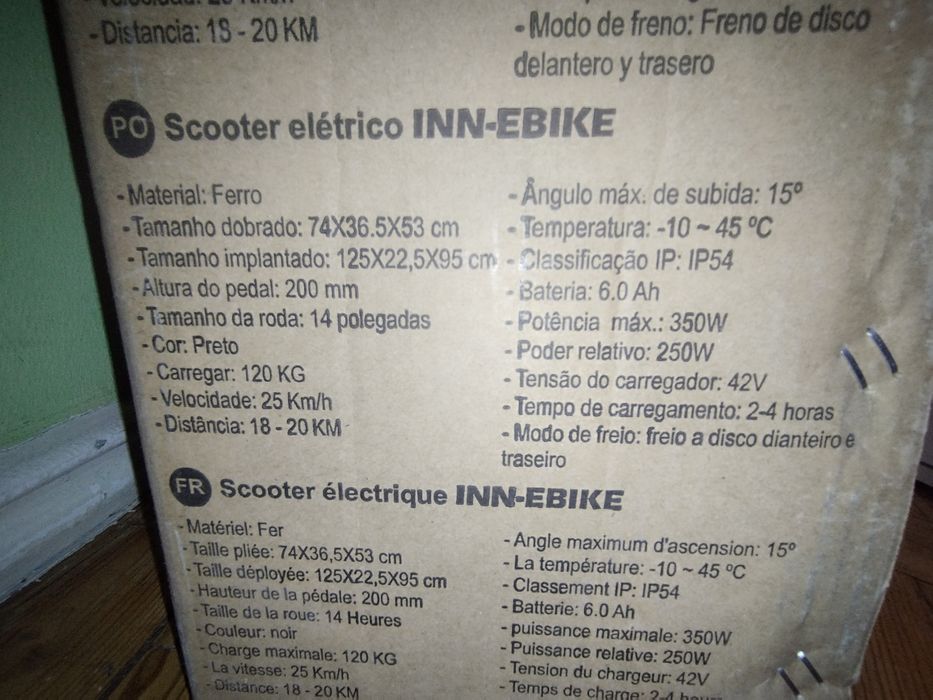 - Distancia: 18 - 20 KM
- Modo de freno: Freno de disco
delantero y trasero
PO Scooter elétrico INN-EBIKE
- Material: Ferro
- Tamanho dobrado: 74X36.5X53 cm
- Tamanho implantado: 125X22,5X95 cm
- Altura do pedal: 200 mm
- Tamanho da roda: 14 polegadas
- Cor: Preto
- Carregar: 120 KG
- Velocidade: 25 Km/h
- Distância: 18 - 20 KM
- Ângulo máx. de subida: 15º
- Temperatura: -10 ~ 45 ºC
- Classificação IP: IP54
- Bateria: 6.0 Ah
- Potência máx.: 350W
- Poder relativo: 250W
- Tensão do carregador: 42V
- Tempo de carregamento: 2-4 horas
- Modo de freio: freio a disco dianteiro e
traseiro
FR Scooter électrique INN-EBIKE
- Matériel: Fer
- Taille pliée: 74X36,5X53 cm
- Taille déployée: 125X22,5X95 cm
- Hauteur de la pédale: 200 mm
- Taille de la roue: 14 Heures
- Couleur: noir
- Charge maximale: 120 KG
- La vitesse: 25 Km/h
- Distance: 18 - 20 KM
- Angle maximum d'ascension: 15º
- La température: -10 ~ 45 ºC
- Classement IP: IP54
- Batterie: 6.0 Ah
- puissance maximale: 350W
- Puissance relative: 250W
- Tension du chargeur: 42V
- Temps de charge: 2-4 heures